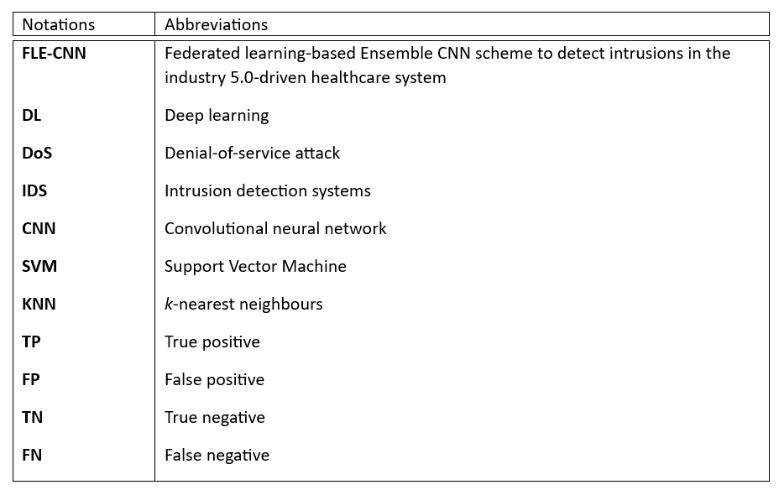 Notations Abbreviations
FLE-CNN Federated learning-based Ensemble CNN scheme to detect intrusions in the
industry 5.0-driven healthcare system
DL Deep learning
DoS Denial-of-service attack
IDS Intrusion detection systems
CNN Convolutional neural network
SVM Support Vector Machine
KNN k-nearest neighbours
TP True positive
FP False positive
TN True negative
FN False negative